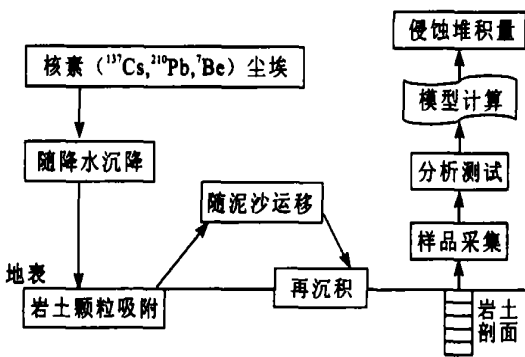 核素（¹³⁷Cs,²¹⁰Pb,⁷Be）尘埃
随降水沉降
地表
岩土颗粒吸附
随泥沙运移
再沉积
侵蚀堆积量
模型计算
分析测试
样品采集
岩土
剖面